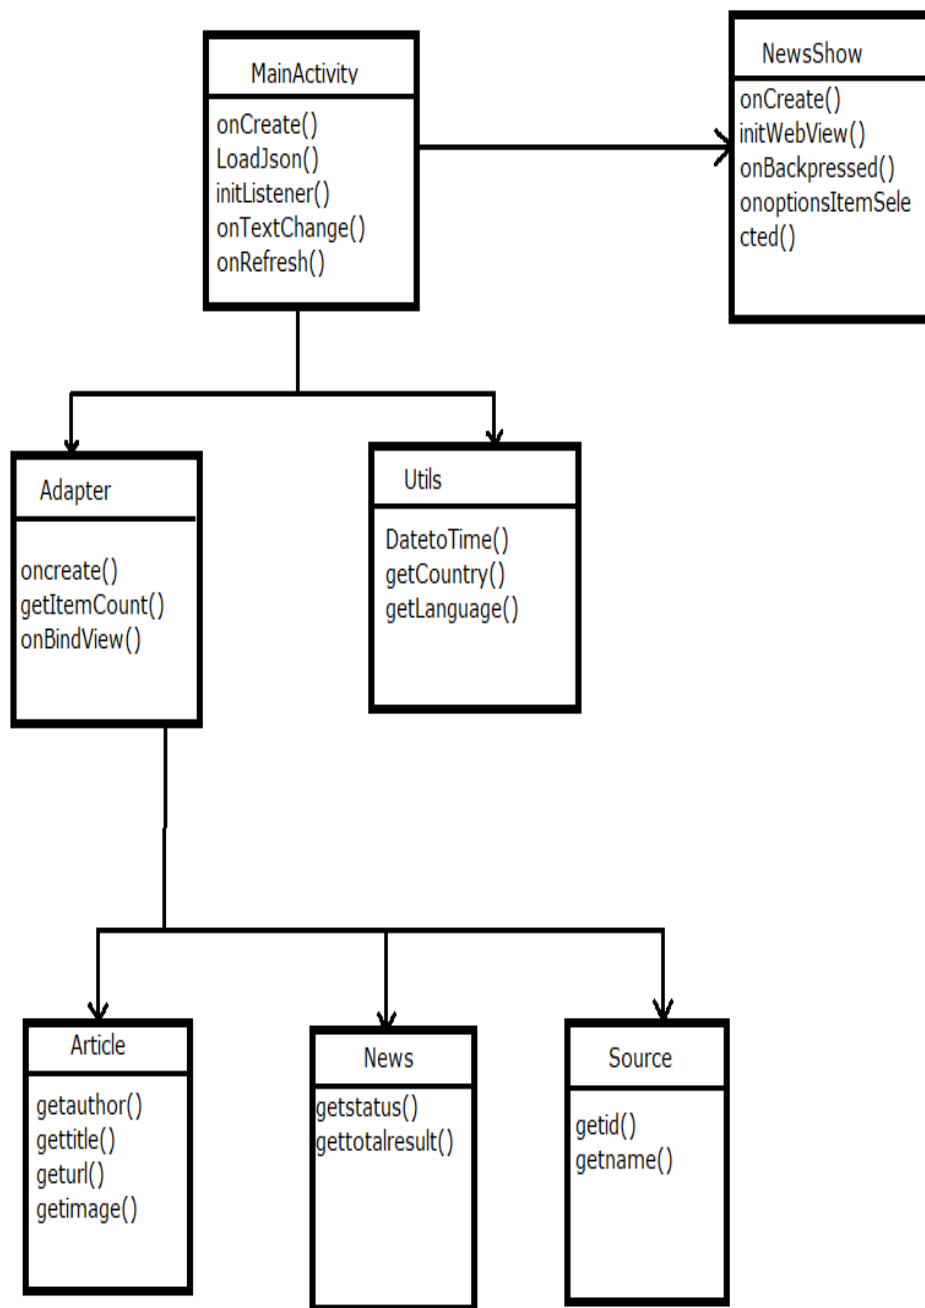 MainActivity
onCreate()
LoadJson()
initListener()
onTextChange()
onRefresh()
NewsShow
onCreate()
initWebView()
onBackpressed()
onoptionsItemSele
cted()
Adapter
oncreate()
getItemCount()
onBindView()
Utils
DatetoTime()
getCountry()
getLanguage()
Article
getauthor()
gettitle()
geturl()
getimage()
News
getstatus()
gettotalresult()
Source
getid()
getname()